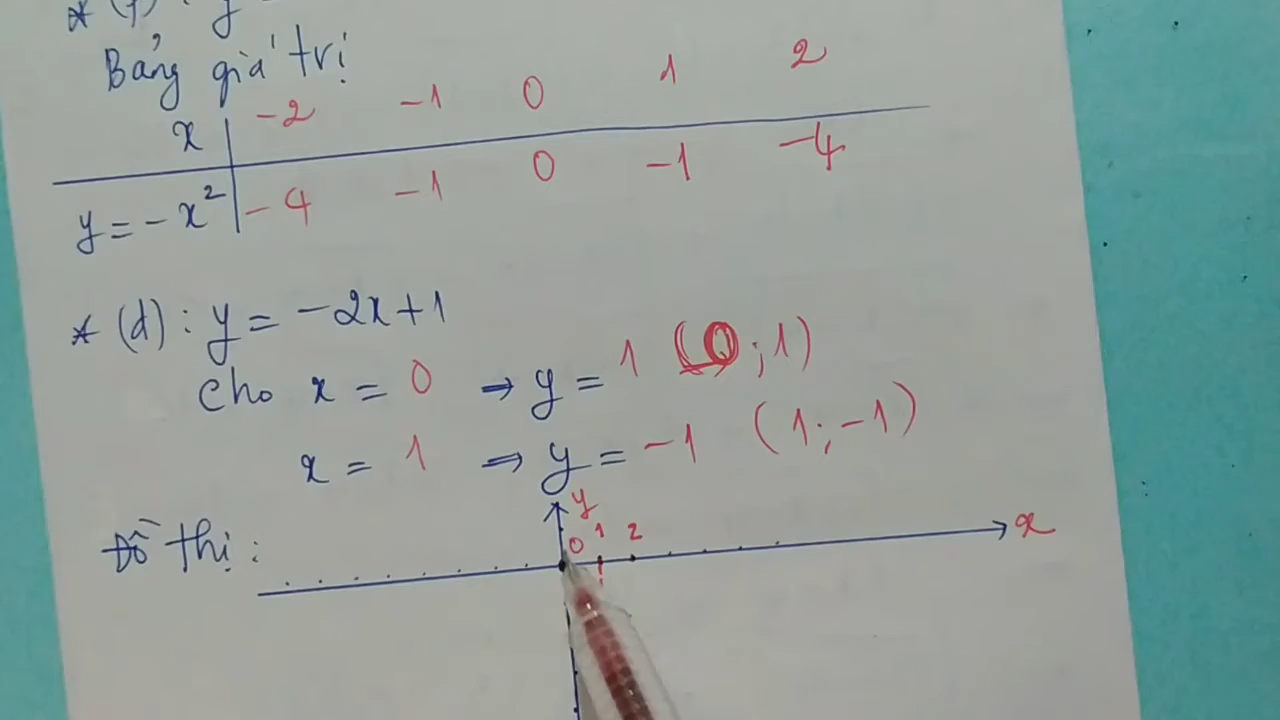 * (P): y
Bảng giá trị
x | -2 -1 0 1 2
y = -x² | -4 -1 0 -1 -4
* (d): y = -2x+1
Cho x = 0 → y = 1 (0;1)
x = 1 → y = -1 (1;-1)
y
Đồ thị: 0 1 2 x